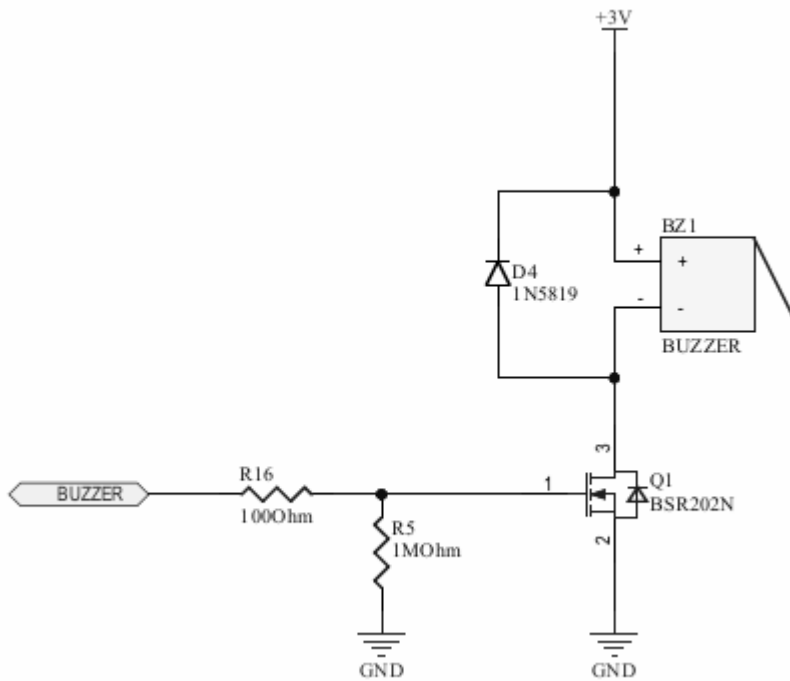 +3V
BZ1
+
+
D4
1N5819
-
-
BUZZER
3
R16
BUZZER
1
Q1
100Ohm
BSR202N
R5
1MOhm
2
GND
GND